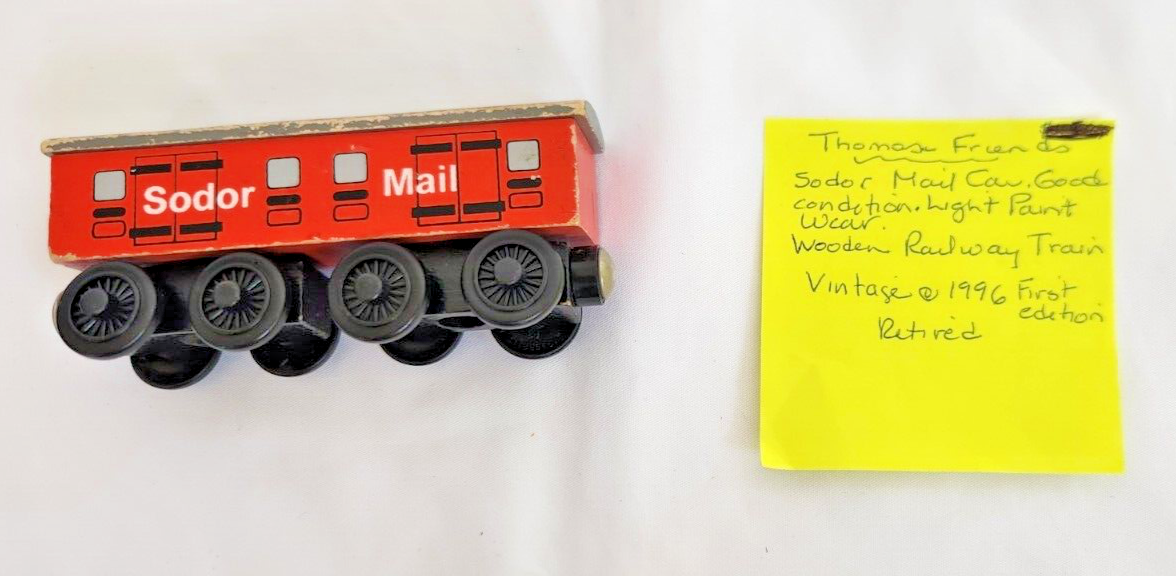 Sodor Mail
Thomas Friends
Sodor Mail Car. Good
condition. Light Paint
Wear.
Wooden Railway Train
Vintage @ 1996 First
edition
Retired